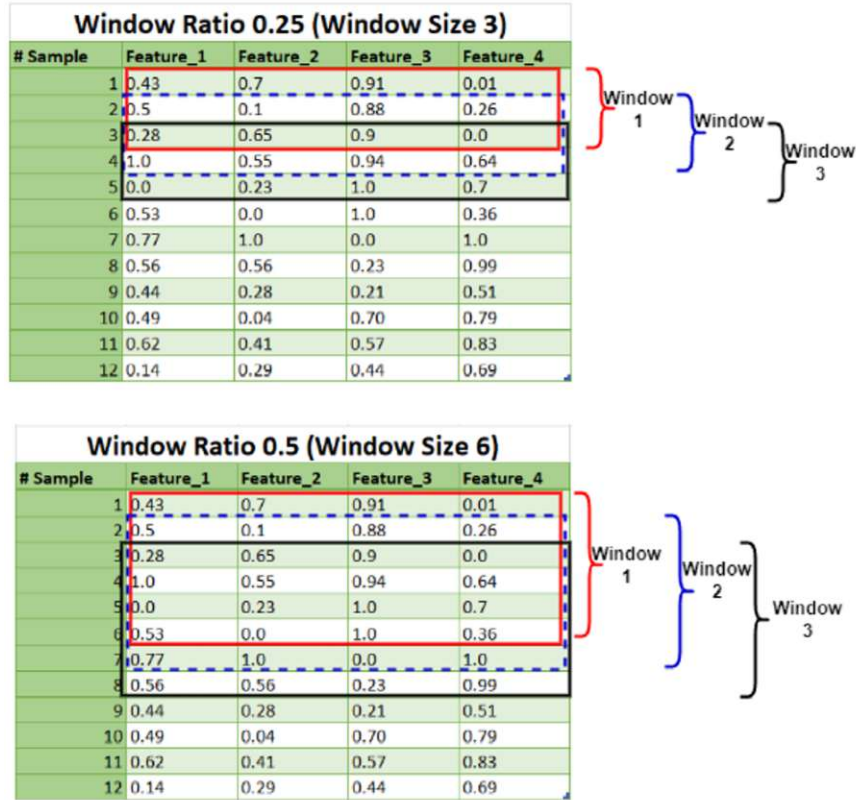 Window Ratio 0.25 (Window Size 3)
# Sample Feature_1 Feature_2 Feature_3 Feature_4
1 0.43 0.7 0.91 0.01
2 0.5 0.1 0.88 0.26
3 0.28 0.65 0.9 0.0
4 1.0 0.55 0.94 0.64
5 0.0 0.23 1.0 0.7
6 0.53 0.0 1.0 0.36
7 0.77 1.0 0.0 1.0
8 0.56 0.56 0.23 0.99
9 0.44 0.28 0.21 0.51
10 0.49 0.04 0.70 0.79
11 0.62 0.41 0.57 0.83
12 0.14 0.29 0.44 0.69
Window
1
Window
2
Window
3
Window Ratio 0.5 (Window Size 6)
# Sample Feature_1 Feature_2 Feature_3 Feature_4
1 0.43 0.7 0.91 0.01
2 0.5 0.1 0.88 0.26
3 0.28 0.65 0.9 0.0
4 1.0 0.55 0.94 0.64
5 0.0 0.23 1.0 0.7
6 0.53 0.0 1.0 0.36
7 0.77 1.0 0.0 1.0
8 0.56 0.56 0.23 0.99
9 0.44 0.28 0.21 0.51
10 0.49 0.04 0.70 0.79
11 0.62 0.41 0.57 0.83
12 0.14 0.29 0.44 0.69
Window
1
Window
2
Window
3